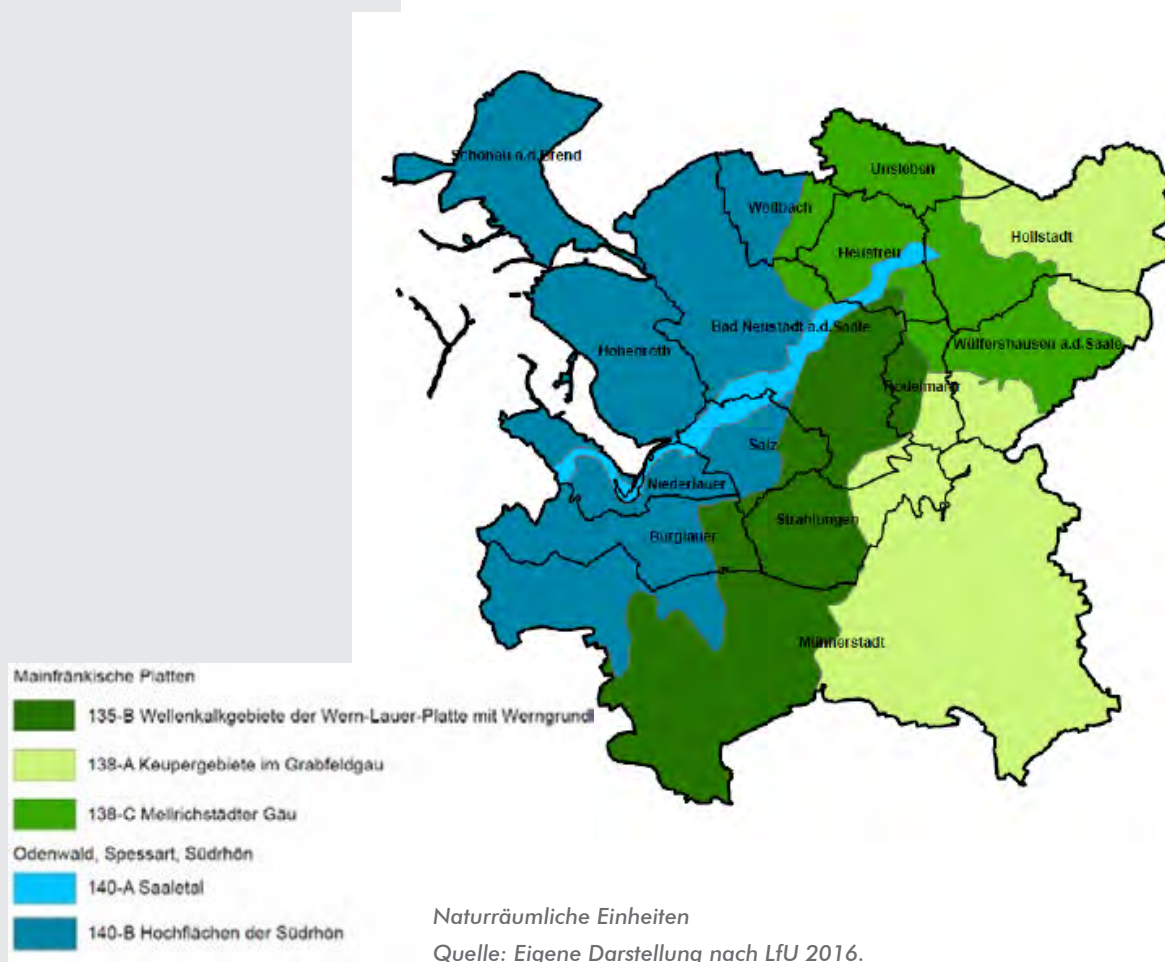 Schönau a.d.Brend
Unsleben
Wollbach
Hollstadt
Heustreu
Bad Neustadt a.d.Saale
Hohenroth
Wülfershausen a.d.Saale
Rödelmaier
Salz
Niederlauer
Strahlungen
Burglauer
Münnerstadt
Mainfränkische Platten
135-B Wellenkalkgebiete der Wern-Lauer-Platte mit Werngrund
138-A Keupergebiete im Grabfeldgau
138-C Mellrichstädter Gäu
Odenwald, Spessart, Südrhön
140-A Saaletal
140-B Hochflächen der Südrhön
Naturräumliche Einheiten
Quelle: Eigene Darstellung nach LfU 2016.